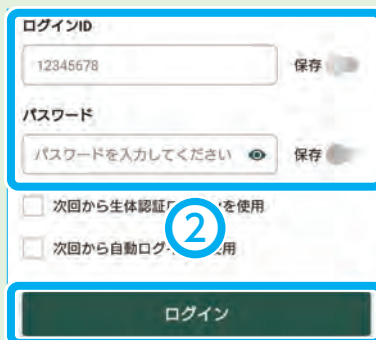 ログインID
12345678
保存
パスワード
パスワードを入力してください
保存
次回から生体認証 を使用
次回から自動ログ 使用
②
ログイン